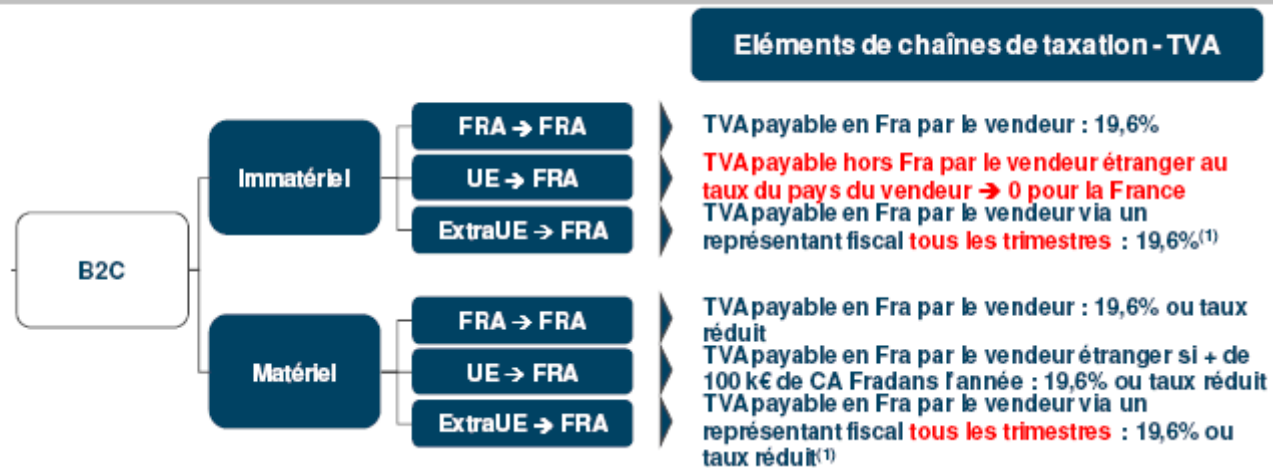 Eléments de chaînes de taxation - TVA
B2C
Immatériel
FRA → FRA
TVA payable en Fra par le vendeur : 19,6%
UE → FRA
TVA payable hors Fra par le vendeur étranger au
taux du pays du vendeur → 0 pour la France
ExtraUE → FRA
TVA payable en Fra par le vendeur via un
représentant fiscal tous les trimestres : 19,6%(1)
Matériel
FRA → FRA
TVA payable en Fra par le vendeur : 19,6% ou taux
réduit
UE → FRA
TVA payable en Fra par le vendeur étranger si + de
100 k€ de CA Fradans l'année : 19,6% ou taux réduit
ExtraUE → FRA
TVA payable en Fra par le vendeur via un
représentant fiscal tous les trimestres : 19,6% ou
taux réduit(1)